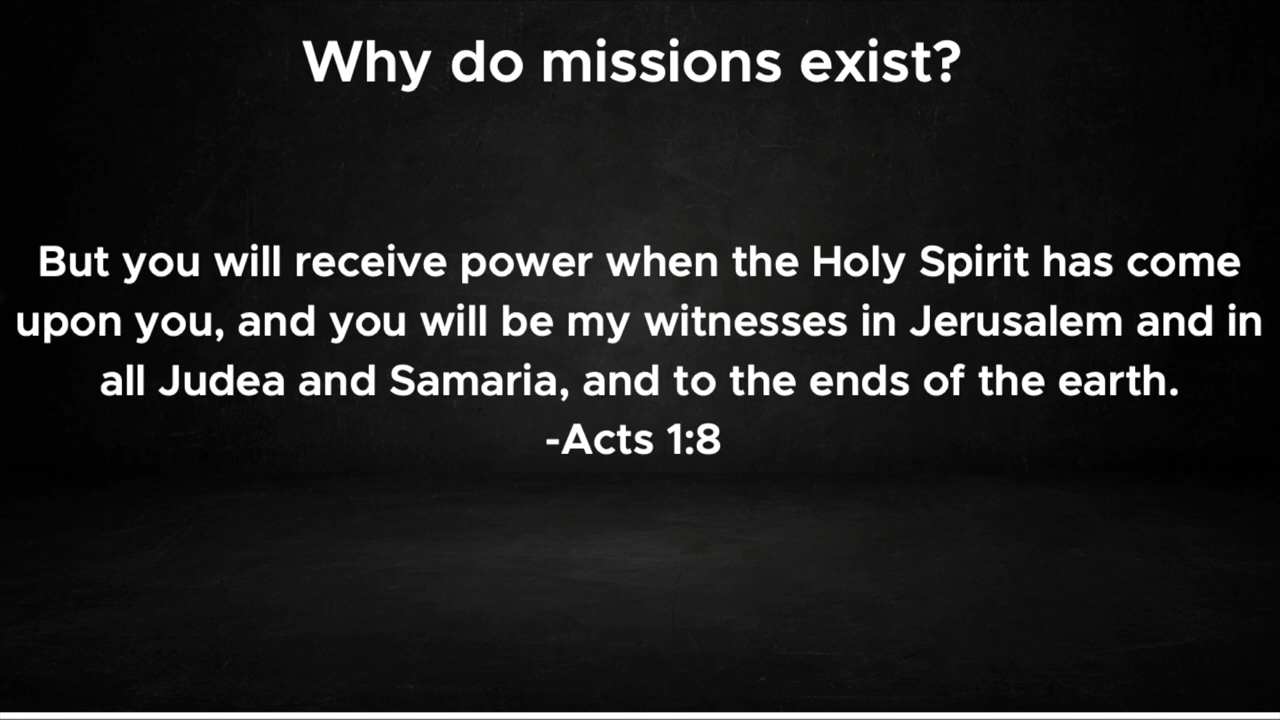 Why do missions exist?
But you will receive power when the Holy Spirit has come
upon you, and you will be my witnesses in Jerusalem and in
all Judea and Samaria, and to the ends of the earth.
-Acts 1:8